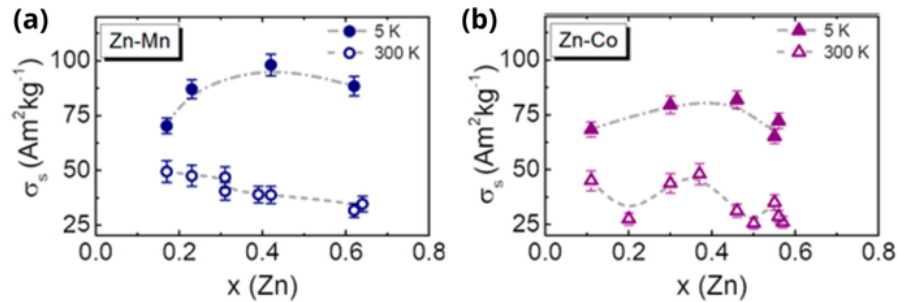 (a)
Zn-Mn
5 K
300 K
100
75
50
25
σₛ (Am²kg⁻¹)
0.0 0.2 0.4 0.6 0.8
x (Zn)
(b)
Zn-Co
5 K
300 K
100
75
50
25
σₛ (Am²kg⁻¹)
0.0 0.2 0.4 0.6 0.8
x (Zn)